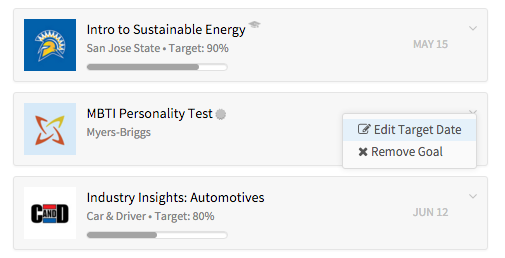 Intro to Sustainable Energy
San Jose State • Target: 90%
MAY 15
MBTI Personality Test
Myers-Briggs
Edit Target Date
Remove Goal
CANDD
Industry Insights: Automotives
Car & Driver • Target: 80%
JUN 12